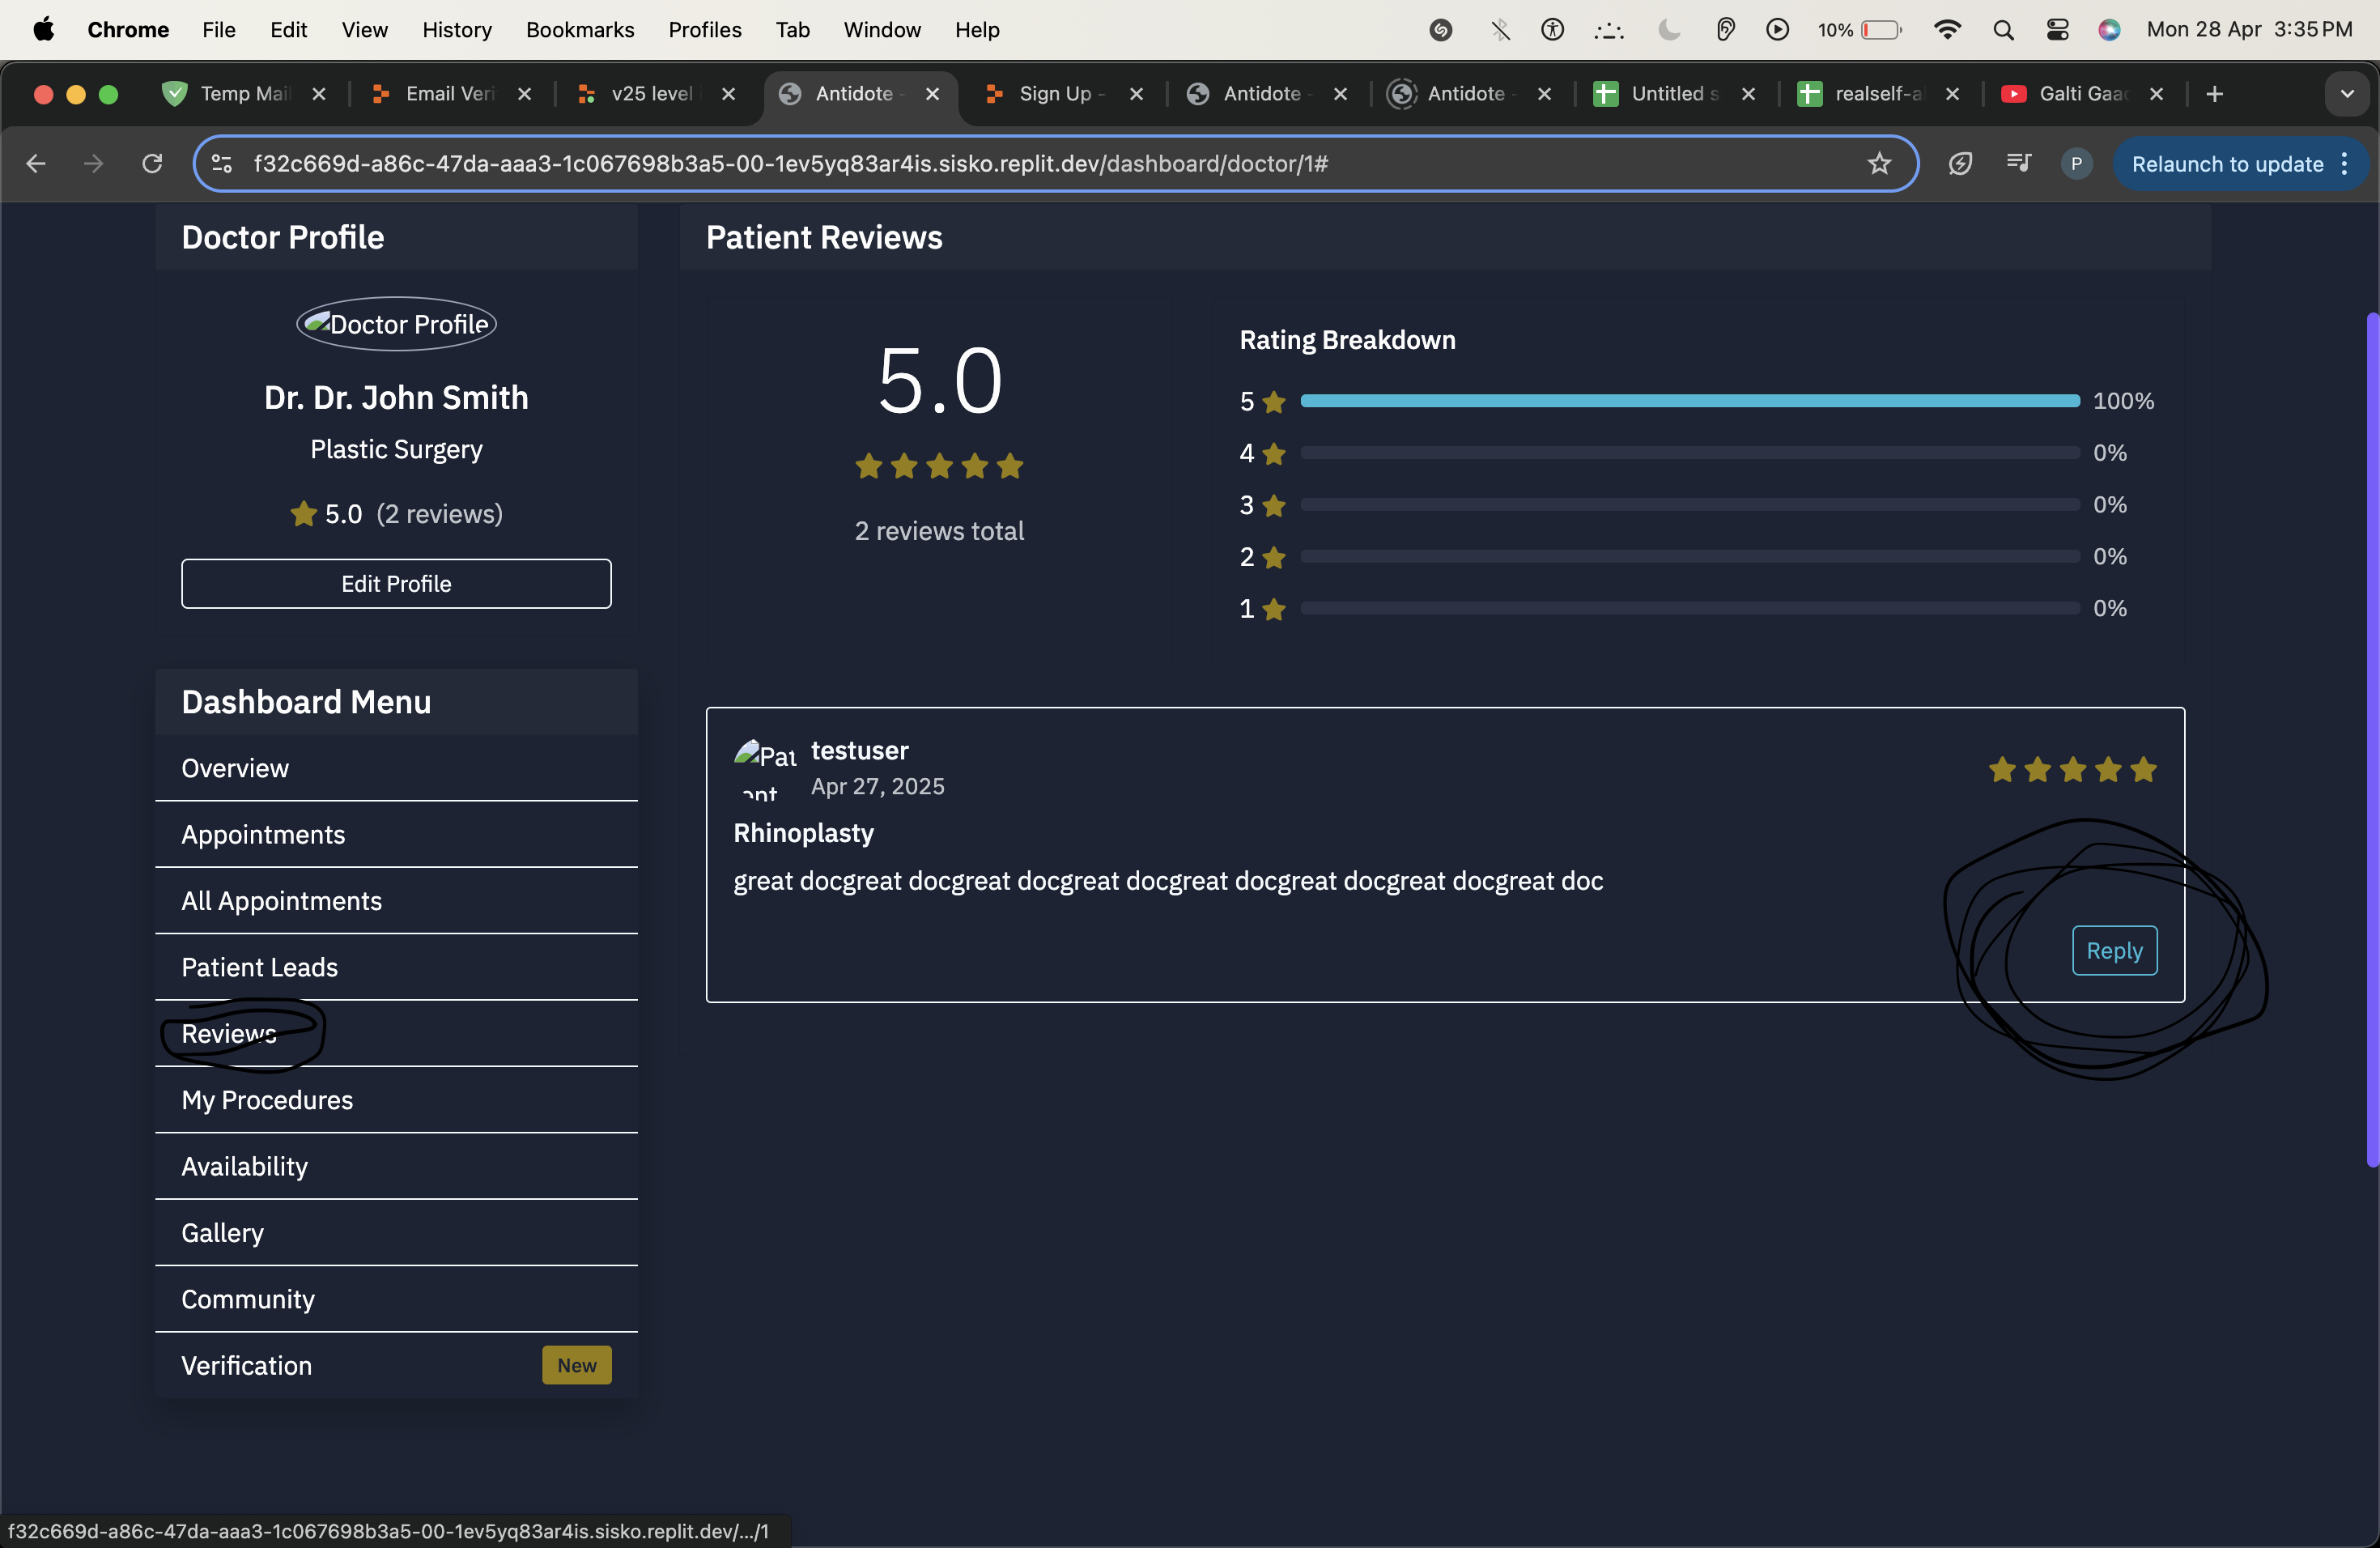 Chrome File Edit View History Bookmarks Profiles Tab Window Help 10% Mon 28 Apr 3:35 PM
Temp Mail Email Veri v25 level Antidote - Sign Up - Antidote - Antidote - Untitled s realself-a Galti Gaa
f32c669d-a86c-47da-aaa3-1c067698b3a5-00-1ev5yq83ar4is.sisko.replit.dev/dashboard/doctor/1# P Relaunch to update
Doctor Profile
Doctor Profile
Dr. Dr. John Smith
Plastic Surgery
5.0 (2 reviews)
Edit Profile
Dashboard Menu
Overview
Appointments
All Appointments
Patient Leads
Reviews
My Procedures
Availability
Gallery
Community
Verification New
Patient Reviews
5.0
2 reviews total
Rating Breakdown
5 100%
4 0%
3 0%
2 0%
1 0%
Pat
testuser
Apr 27, 2025
Rhinoplasty
great docgreat docgreat docgreat docgreat docgreat docgreat docgreat doc
Reply
f32c669d-a86c-47da-aaa3-1c067698b3a5-00-1ev5yq83ar4is.sisko.replit.dev/.../1